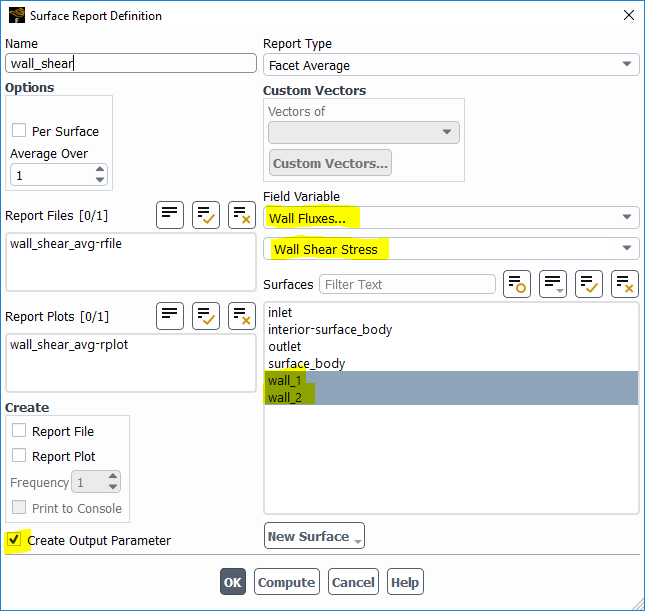 Surface Report Definition
Name
wall_shear
Options
Per Surface
Average Over
1
Report Files [0/1]
wall_shear_avg-rfile
Report Plots [0/1]
wall_shear_avg-rplot
Create
Report File
Report Plot
Frequency 1
Print to Console
Create Output Parameter
Report Type
Facet Average
Custom Vectors
Vectors of
Custom Vectors...
Field Variable
Wall Fluxes...
Wall Shear Stress
Surfaces Filter Text
inlet
interior-surface_body
outlet
surface_body
wall_1
wall_2
New Surface
OK Compute Cancel Help